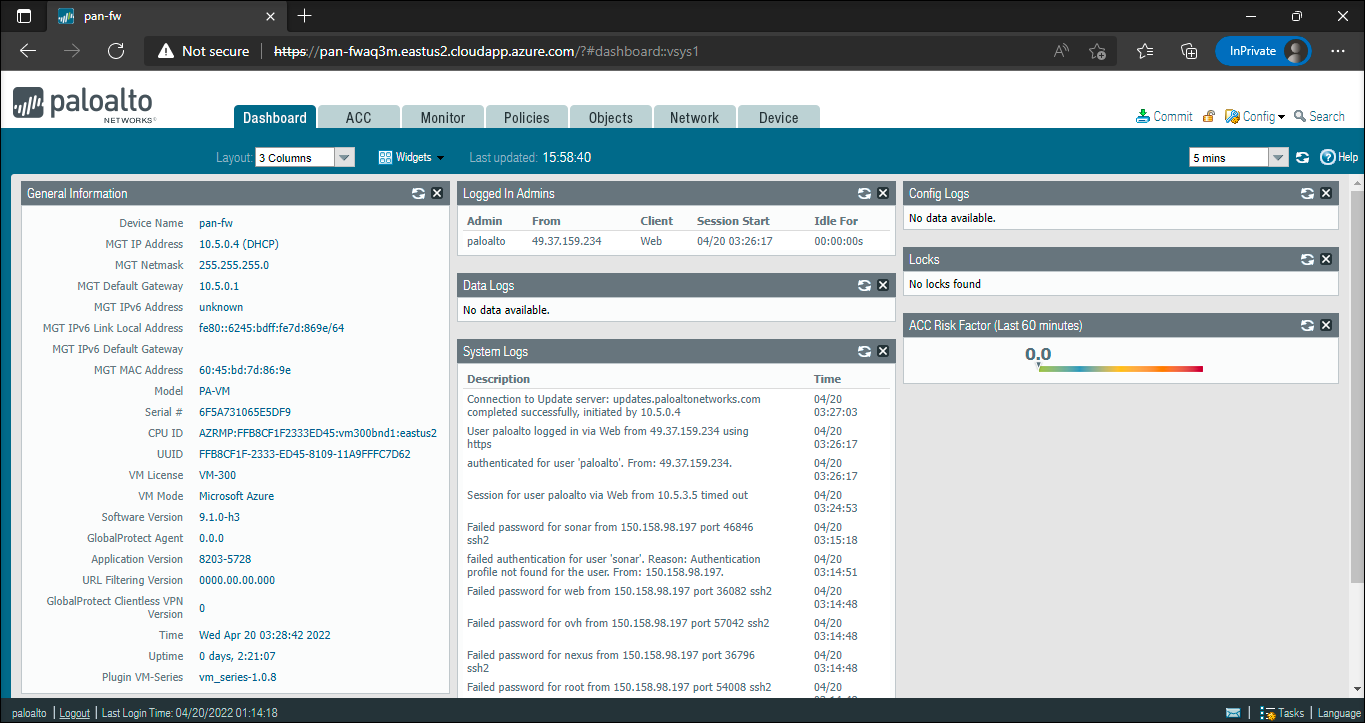 pan-fw
Not secure https://pan-fwaq3m.eastus2.cloudapp.azure.com/?#dashboard::vsys1
InPrivate
paloalto
NETWORKS®
Dashboard ACC Monitor Policies Objects Network Device
Commit Config Search
Layout: 3 Columns Widgets Last updated: 15:58:40
5 mins Help
General Information
Device Name pan-fw
MGT IP Address 10.5.0.4 (DHCP)
MGT Netmask 255.255.255.0
MGT Default Gateway 10.5.0.1
MGT IPv6 Address unknown
MGT IPv6 Link Local Address fe80::6245:bdff:fe7d:869e/64
MGT IPv6 Default Gateway
MGT MAC Address 60:45:bd:7d:86:9e
Model PA-VM
Serial # 6F5A731065E5DF9
CPU ID AZRMP:FFB8CF1F2333ED45:vm300bnd1:eastus2
UUID FFB8CF1F-2333-ED45-8109-11A9FFFC7D62
VM License VM-300
VM Mode Microsoft Azure
Software Version 9.1.0-h3
GlobalProtect Agent 0.0.0
Application Version 8203-5728
URL Filtering Version 0000.00.00.000
GlobalProtect Clientless VPN
Version 0
Time Wed Apr 20 03:28:42 2022
Uptime 0 days, 2:21:07
Plugin VM-Series vm_series-1.0.8
Logged In Admins
Admin From Client Session Start Idle For
paloalto 49.37.159.234 Web 04/20 03:26:17 00:00:00s
Data Logs
No data available.
System Logs
Description Time
Connection to Update server: updates.paloaltonetworks.com 04/20
completed successfully, initiated by 10.5.0.4 03:27:03
User paloalto logged in via Web from 49.37.159.234 using 04/20
https 03:26:17
authenticated for user 'paloalto'. From: 49.37.159.234. 04/20
03:26:17
Session for user paloalto via Web from 10.5.3.5 timed out 04/20
03:24:53
Failed password for sonar from 150.158.98.197 port 46846 04/20
ssh2 03:15:18
failed authentication for user 'sonar'. Reason: Authentication 04/20
profile not found for the user. From: 150.158.98.197. 03:14:51
Failed password for web from 150.158.98.197 port 36082 ssh2 04/20
03:14:48
Failed password for ovh from 150.158.98.197 port 57042 ssh2 04/20
03:14:48
Failed password for nexus from 150.158.98.197 port 36796 04/20
ssh2 03:14:48
Failed password for root from 150.158.98.197 port 54008 ssh2 04/20
Config Logs
No data available.
Locks
No locks found
ACC Risk Factor (Last 60 minutes)
0.0
paloalto | Logout | Last Login Time: 04/20/2022 01:14:18
Tasks | Language